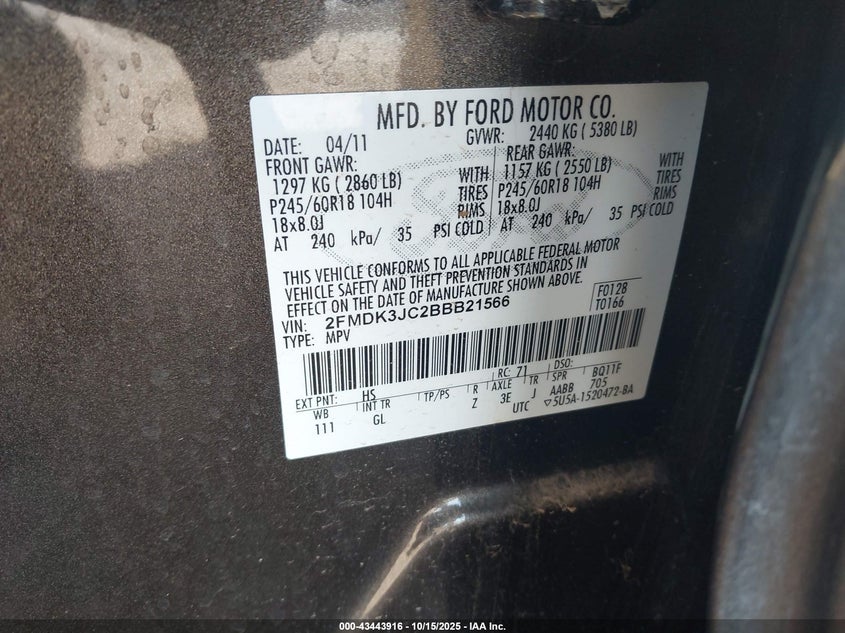 MFD. BY FORD MOTOR CO.
DATE: 04/11 GVWR: 2440 KG ( 5380 LB)
FRONT GAWR: REAR GAWR:
1297 KG ( 2860 LB) WITH 1157 KG ( 2550 LB) WITH
P245/60R18 104H TIRES P245/60R18 104H TIRES
18x8.0J RIMS 18x8.0J RIMS
AT 240 kPa/ 35 PSI COLD AT 240 kPa/ 35 PSI COLD
THIS VEHICLE CONFORMS TO ALL APPLICABLE FEDERAL MOTOR
VEHICLE SAFETY AND THEFT PREVENTION STANDARDS IN
EFFECT ON THE DATE OF MANUFACTURE SHOWN ABOVE.
F0128
VIN: 2FMDK3JC2BBB21566 T0166
TYPE: MPV
EXT PNT: HS RC: 71 DSO: BQ11F
WB INT TR TP/PS R AXLE TR SPR
111 GL Z 3E J AABB 705
UTC ▽5U5A-1520472-BA
000-43443916 - 10/15/2025 - IAA Inc.